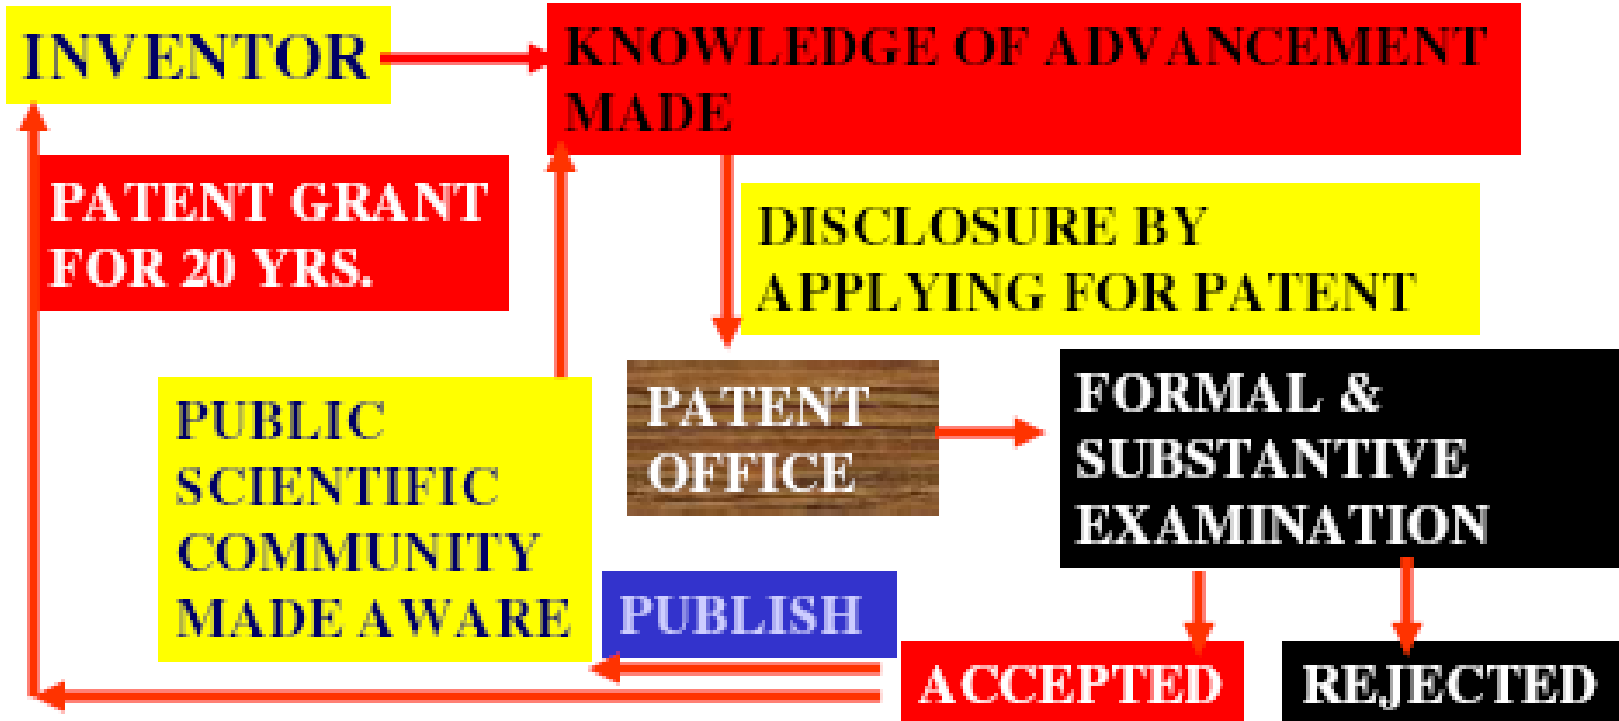 INVENTOR
KNOWLEDGE OF ADVANCEMENT
MADE
PATENT GRANT
FOR 20 YRS.
DISCLOSURE BY
APPLYING FOR PATENT
PUBLIC
SCIENTIFIC
COMMUNITY
MADE AWARE
PATENT
OFFICE
FORMAL &
SUBSTANTIVE
EXAMINATION
PUBLISH
ACCEPTED
REJECTED